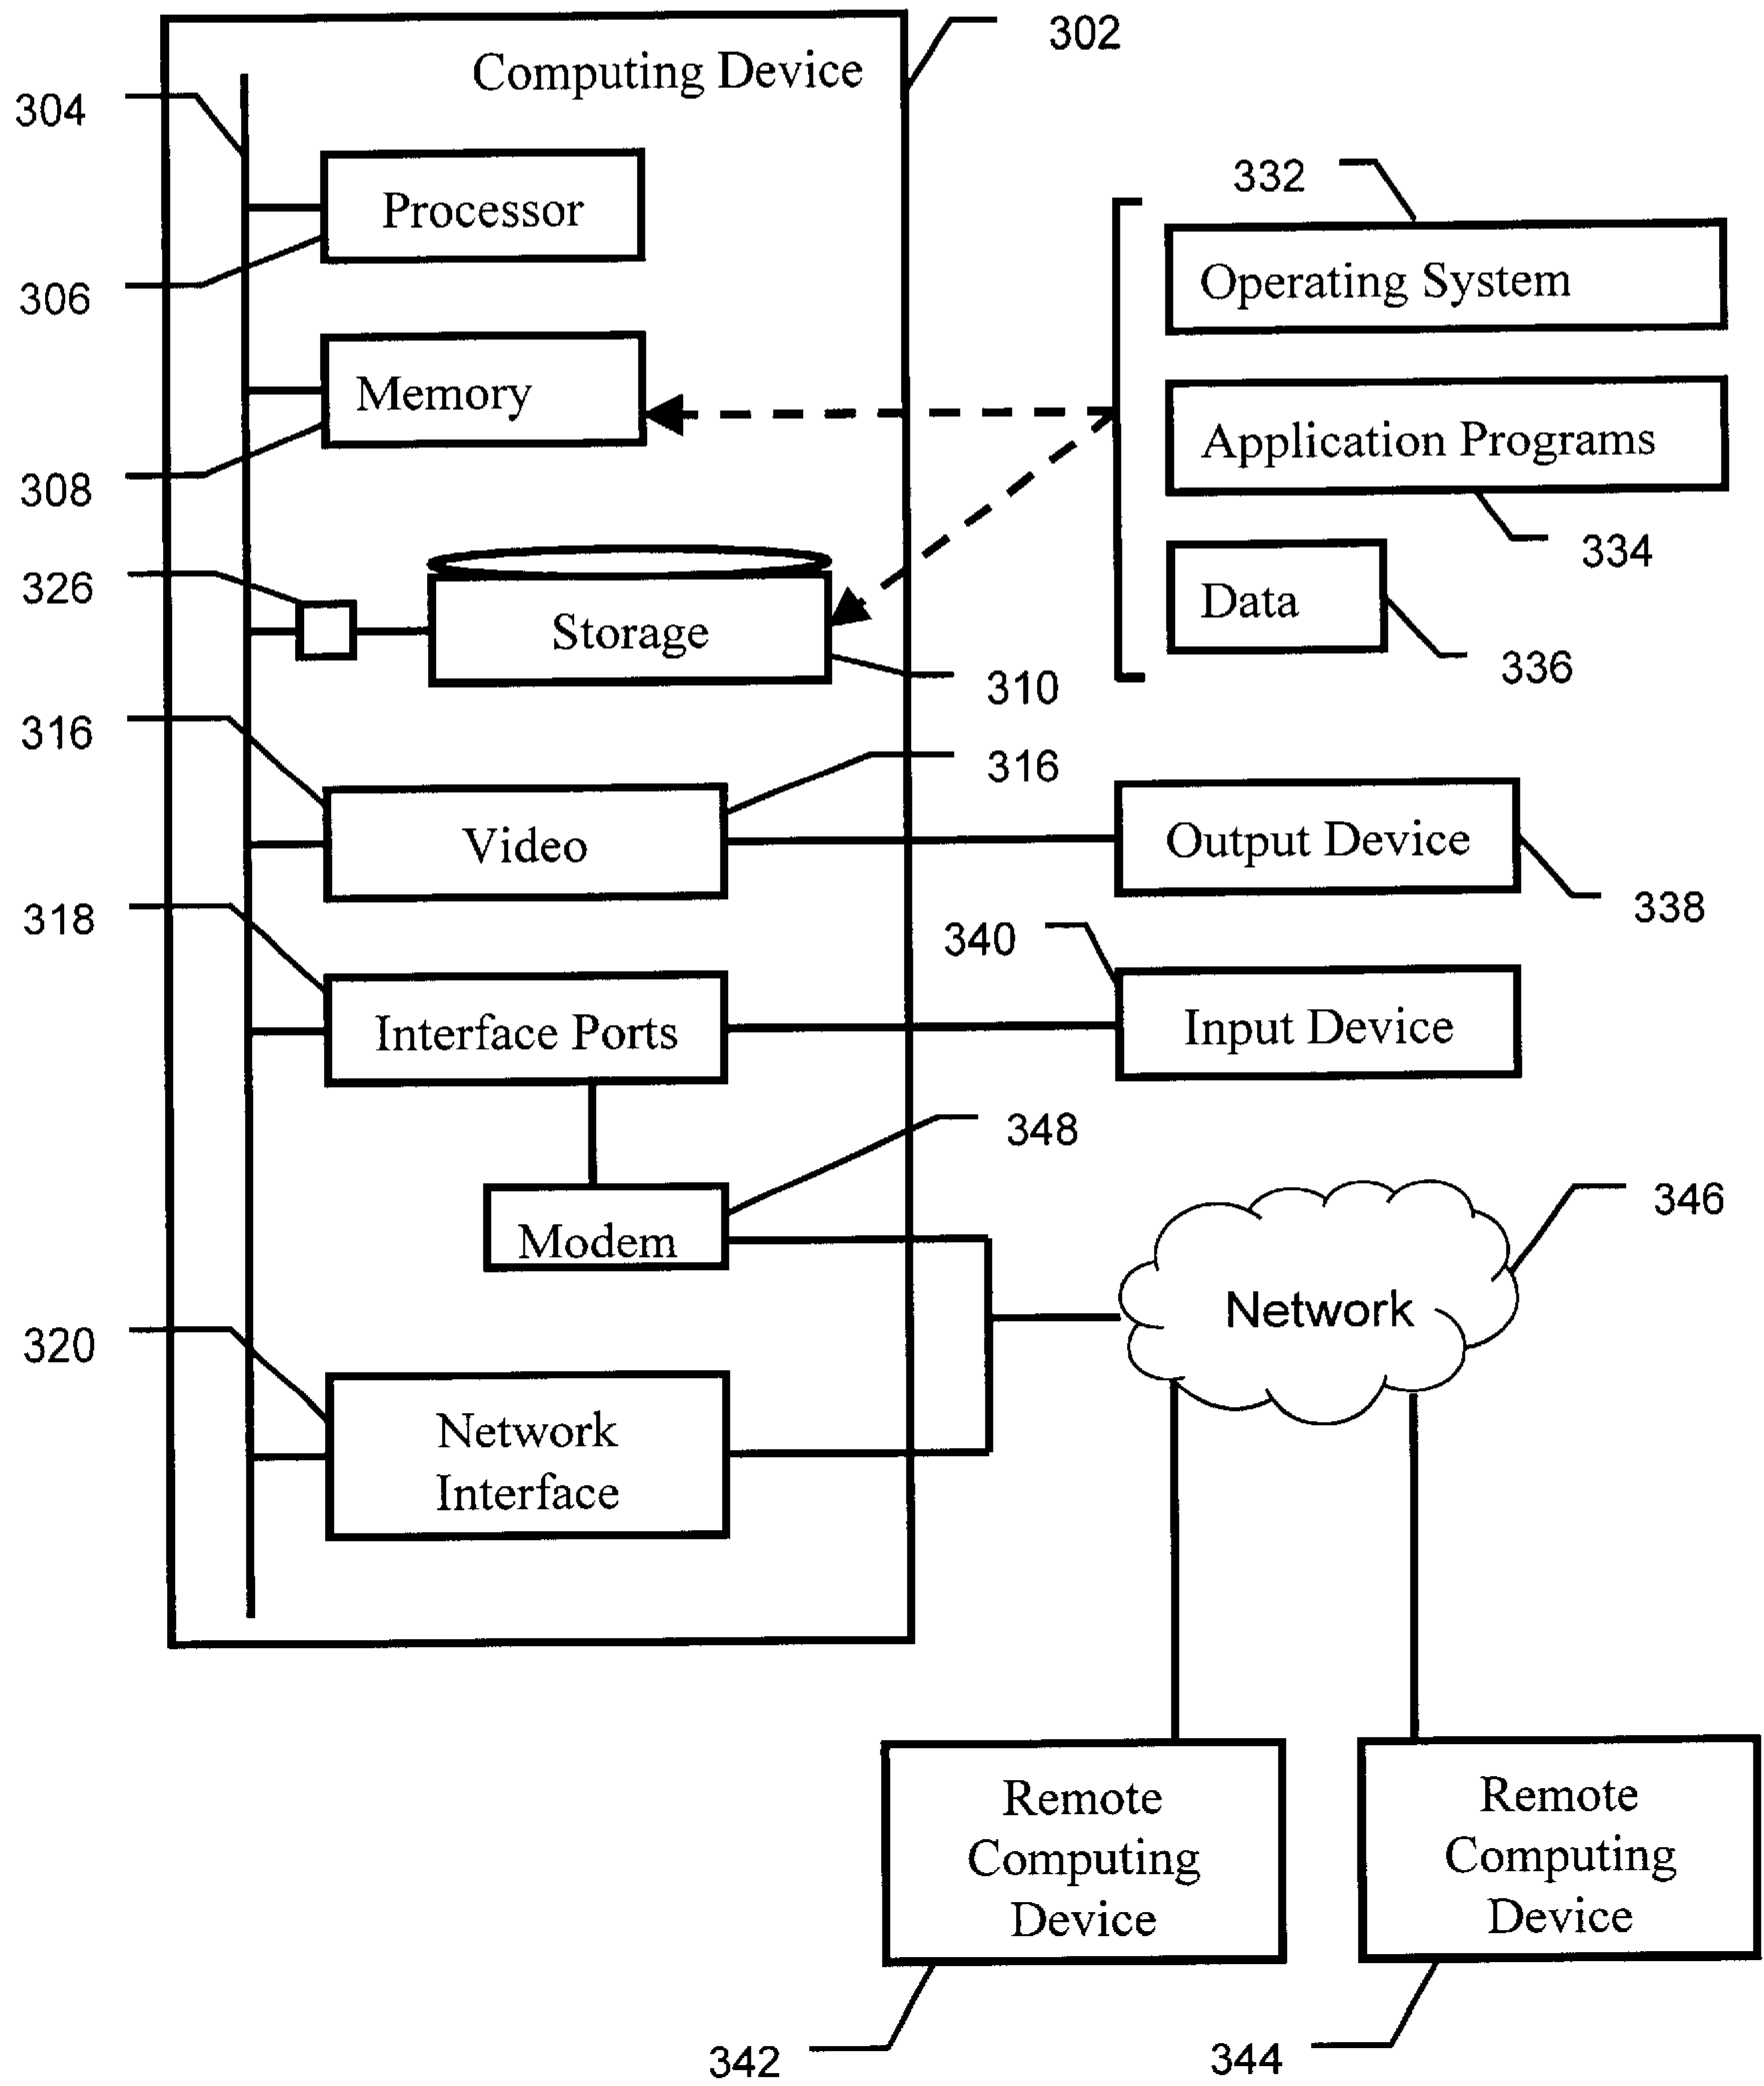 302
Computing Device
304
Processor
332
306
Operating System
Memory
Application Programs
308
334
326
Data
Storage
336
310
316
316
Video
Output Device
318
338
340
Interface Ports
Input Device
348
346
Modem
Network
320
Network
Interface
Remote
Computing
Device
Remote
Computing
Device
342
344